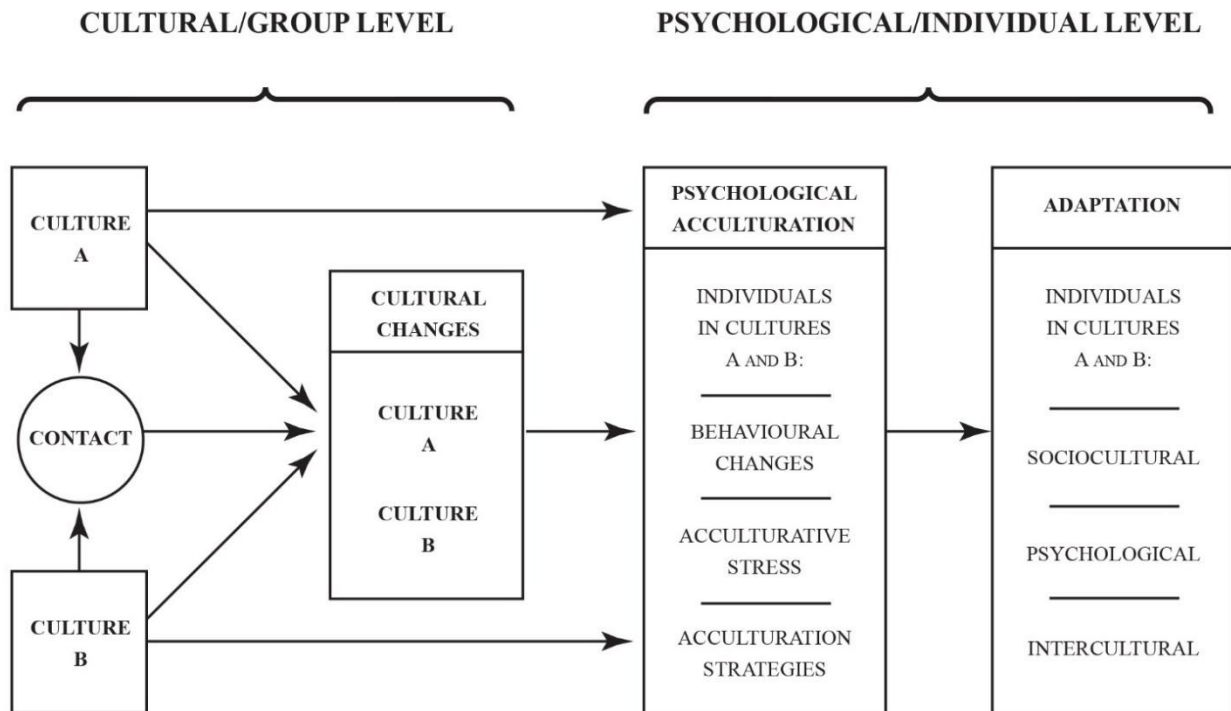 CULTURAL/GROUP LEVEL
PSYCHOLOGICAL/INDIVIDUAL LEVEL
CULTURE
A
CONTACT
CULTURE
B
CULTURAL
CHANGES
CULTURE
A
CULTURE
B
PSYCHOLOGICAL
ACCULTURATION
INDIVIDUALS
IN CULTURES
A AND B:
BEHAVIOURAL
CHANGES
ACCULTURATIVE
STRESS
ACCULTURATION
STRATEGIES
ADAPTATION
INDIVIDUALS
IN CULTURES
A AND B:
SOCIOCULTURAL
PSYCHOLOGICAL
INTERCULTURAL